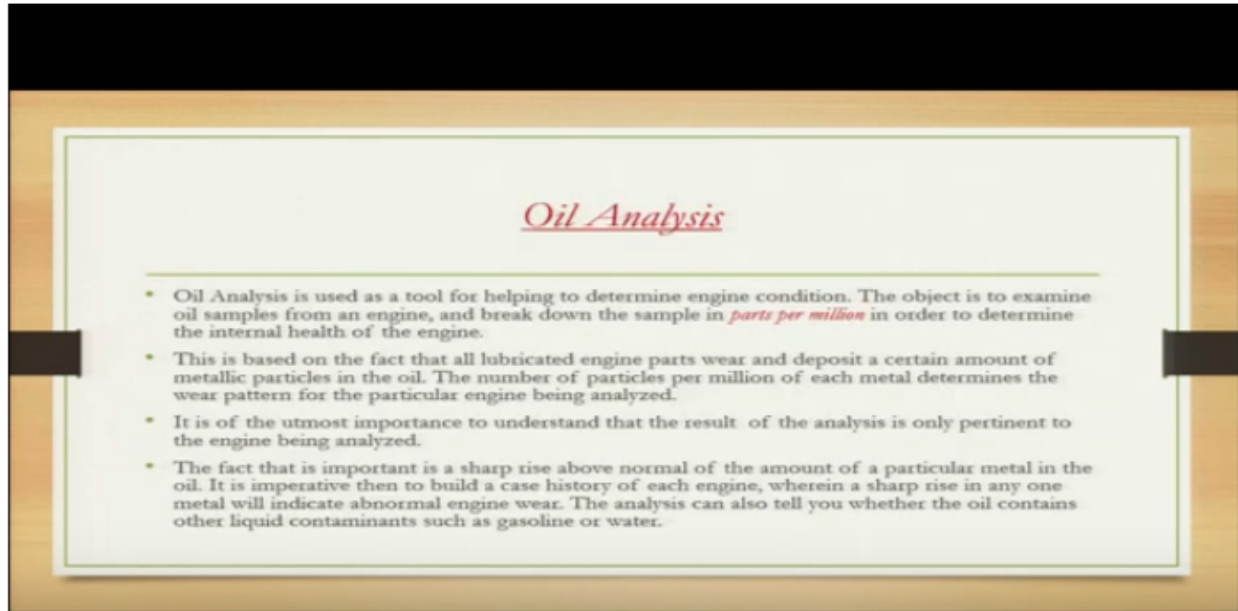 Oil Analysis
• Oil Analysis is used as a tool for helping to determine engine condition. The object is to examine
oil samples from an engine, and break down the sample in parts per million in order to determine
the internal health of the engine.
• This is based on the fact that all lubricated engine parts wear and deposit a certain amount of
metallic particles in the oil. The number of particles per million of each metal determines the
wear pattern for the particular engine being analyzed.
• It is of the utmost importance to understand that the result of the analysis is only pertinent to
the engine being analyzed.
• The fact that is important is a sharp rise above normal of the amount of a particular metal in the
oil. It is imperative then to build a case history of each engine, wherein a sharp rise in any one
metal will indicate abnormal engine wear. The analysis can also tell you whether the oil contains
other liquid contaminants such as gasoline or water.